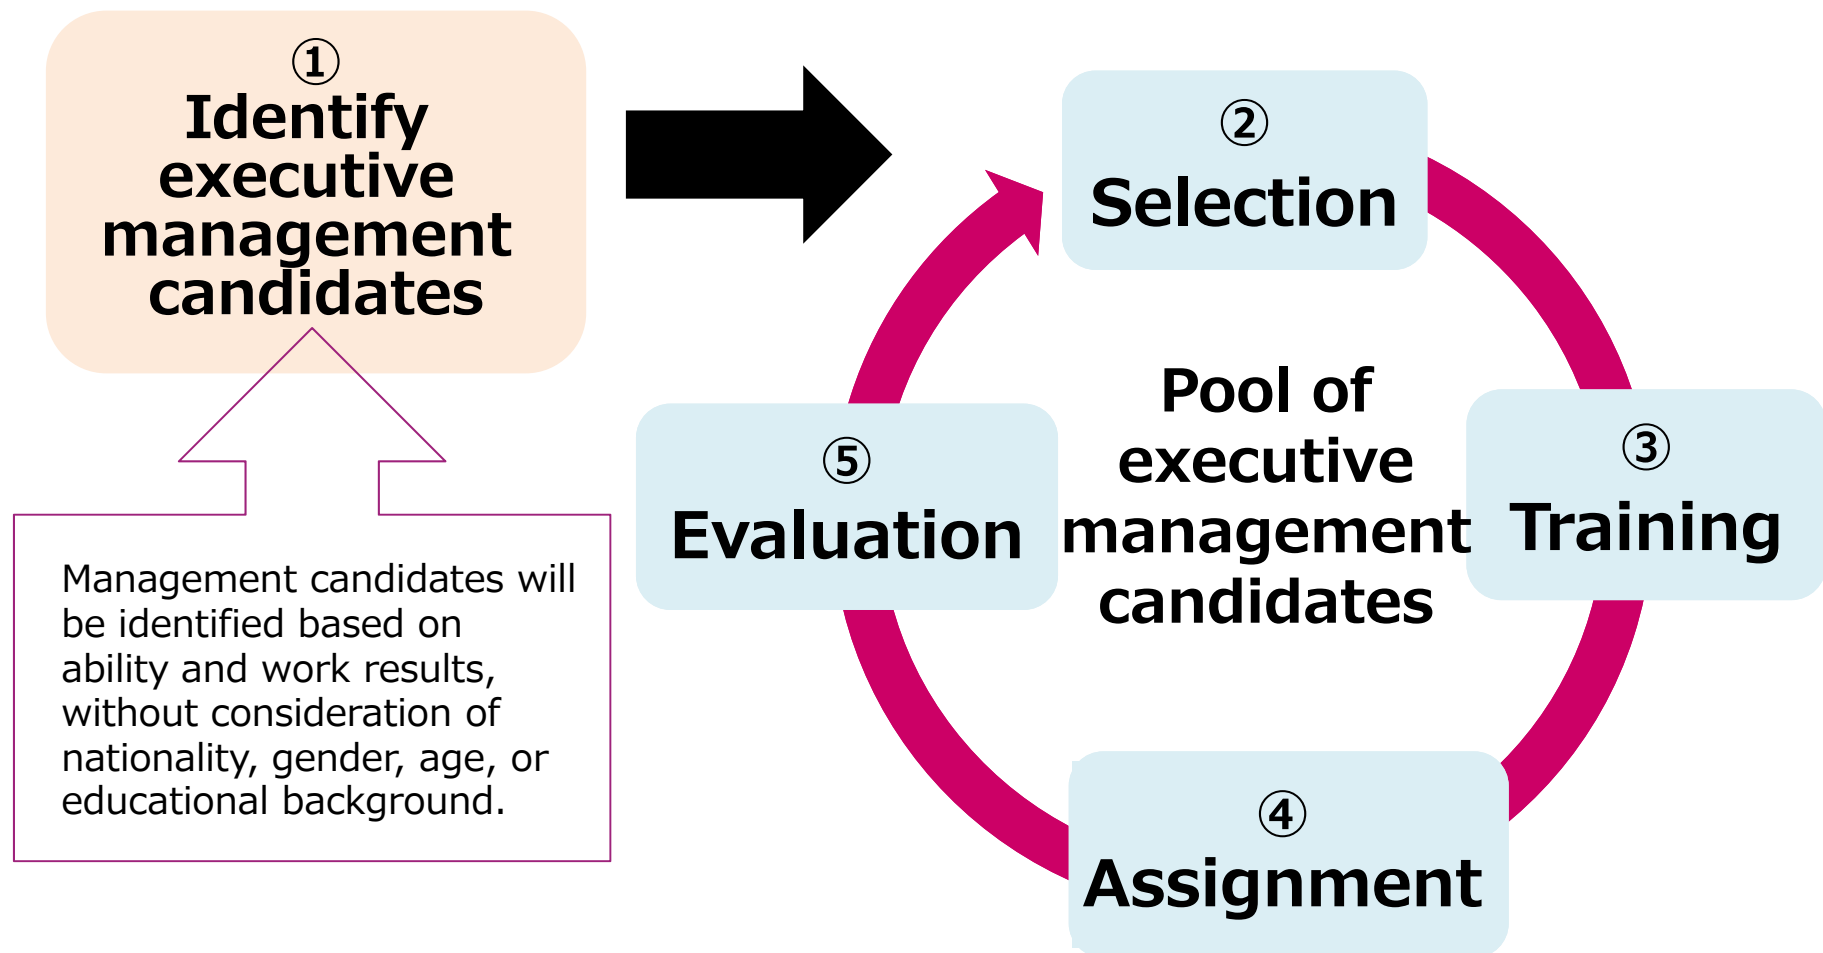 ①
Identify
executive
management
candidates
Management candidates will
be identified based on
ability and work results,
without consideration of
nationality, gender, age, or
educational background.
②
Selection
③
Training
④
Assignment
⑤
Evaluation
Pool of
executive
management
candidates